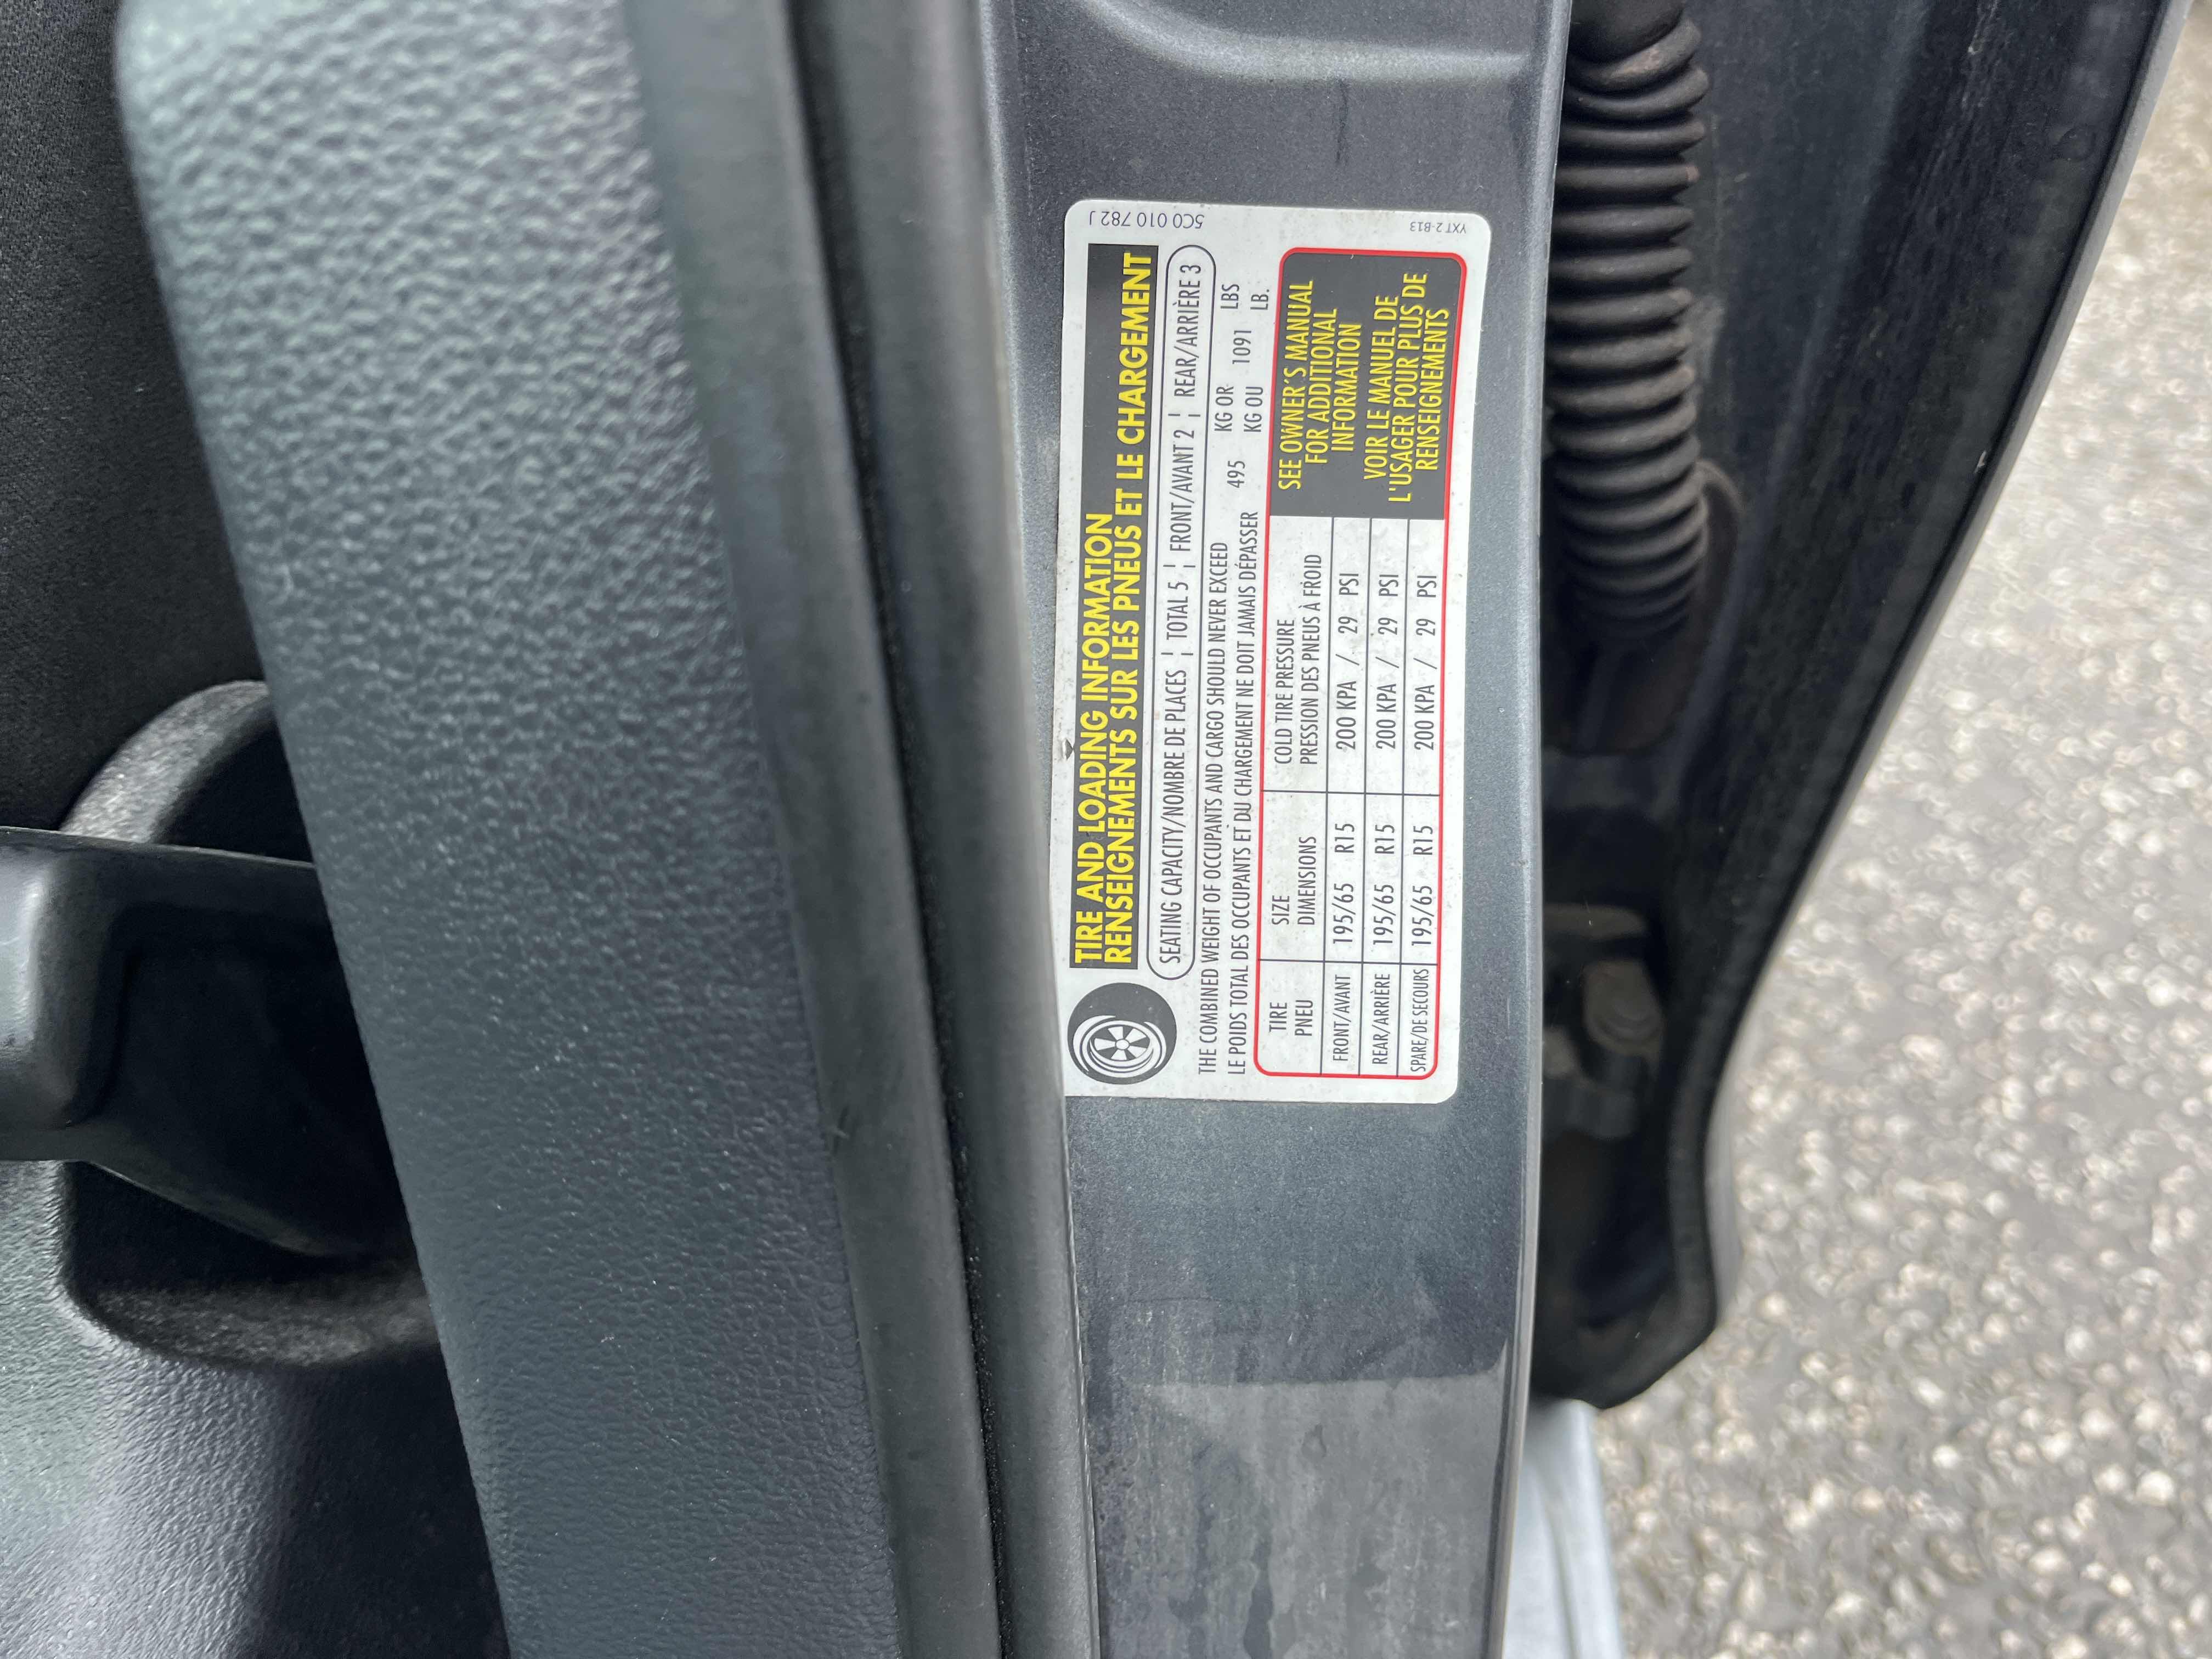 TIRE AND LOADING INFORMATION
RENSEIGNEMENTS SUR LES PNEUS ET LE CHARGEMENT
SEATING CAPACITY/NOMBRE DE PLACES ¦ TOTAL 5 ¦ FRONT/AVANT 2 ¦ REAR/ARRIÈRE 3
THE COMBINED WEIGHT OF OCCUPANTS AND CARGO SHOULD NEVER EXCEED 495 KG OR 1091 LBS
LE POIDS TOTAL DES OCCUPANTS ET DU CHARGEMENT NE DOIT JAMAIS DÉPASSER KG OU LB.
TIRE SIZE COLD TIRE PRESSURE
PNEU DIMENSIONS PRESSION DES PNEUS À FROID
FRONT/AVANT 195/65 R15 200 KPA / 29 PSI
REAR/ARRIÈRE 195/65 R15 200 KPA / 29 PSI
SPARE/DE SECOURS 195/65 R15 200 KPA / 29 PSI
SEE OWNER'S MANUAL
FOR ADDITIONAL
INFORMATION
VOIR LE MANUEL DE
L'USAGER POUR PLUS DE
RENSEIGNEMENTS
5C0 010 782 J
YXT 2-B13